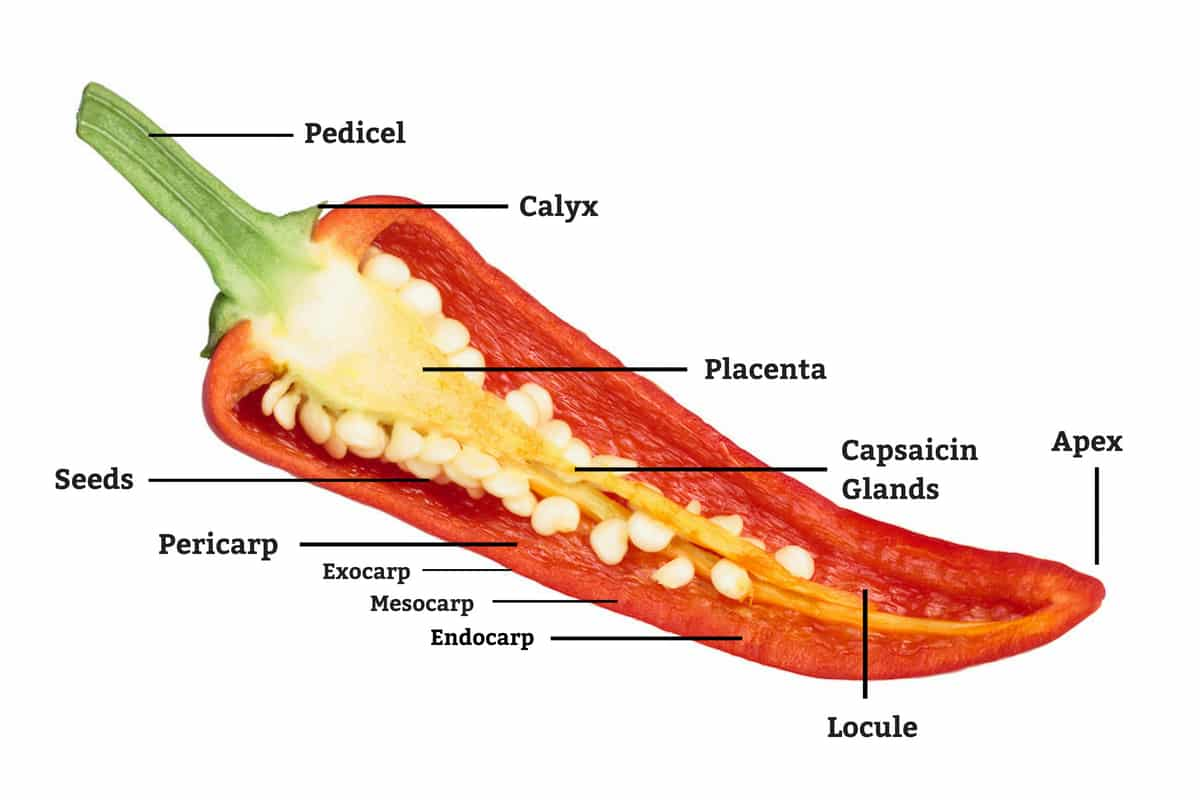 Pedicel
Calyx
Placenta
Capsaicin
Glands
Apex
Seeds
Pericarp
Exocarp
Mesocarp
Endocarp
Locule